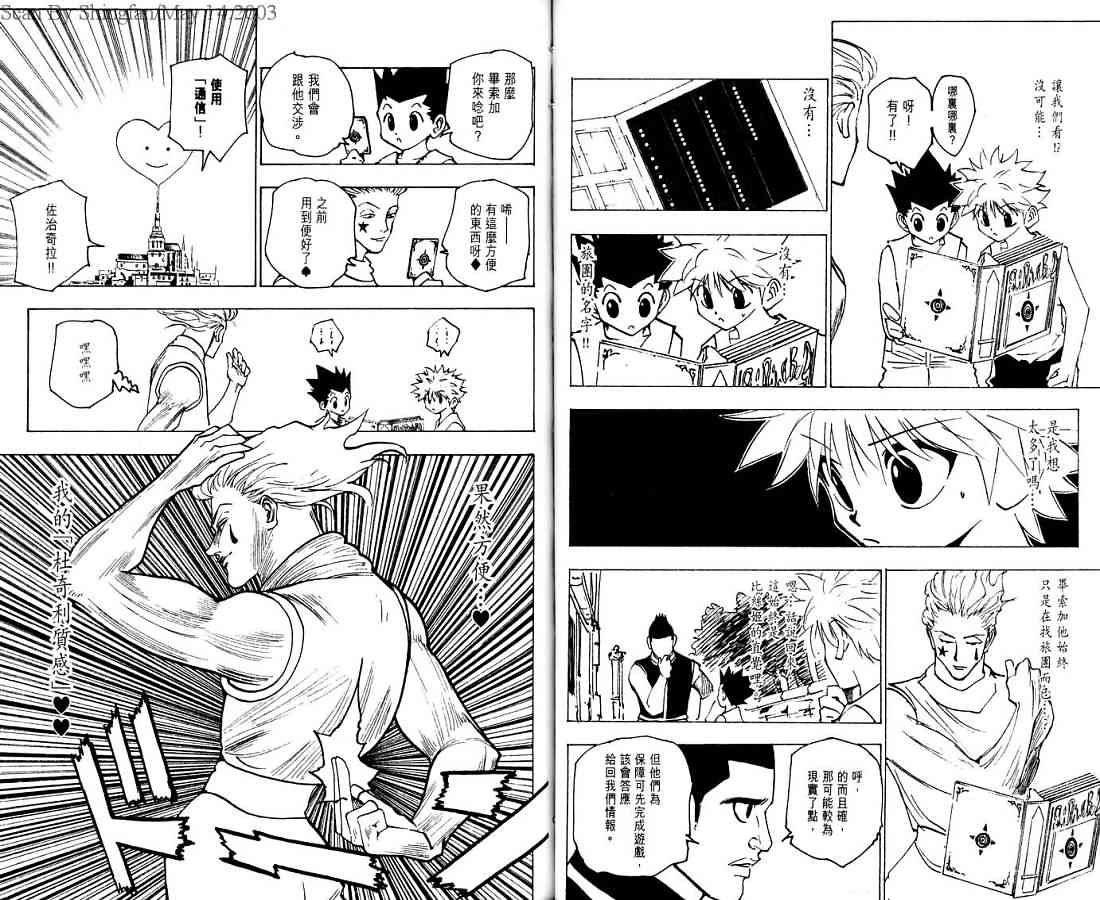 Scan By Shingfan/May 14,2003
讓我們看!?
沒可能…
哪裏哪裏?
呀!
有了!!
沒有…
沒有…
旅團的名字!!
是我想
太多了嗎…
畢索加他始終
只是在找旅團而已……
嗯…話說回來
這始終是
比絲姬的直覺哩…
呼,
的而且確,
那可能較為
現實了點,
但他們為
保障可先完成遊戲,
該會答應
給回我們情報。
那麼
畢索加
你來唸吧?
我們會
跟他交涉。
唏——
有這麼方便
的東西呀♦
之前
用到便好了♠
使用
「通信」!
佐治奇拉!!
……
……
嘿嘿嘿
果然方便…♥
我的「杜奇利質感」♥♥